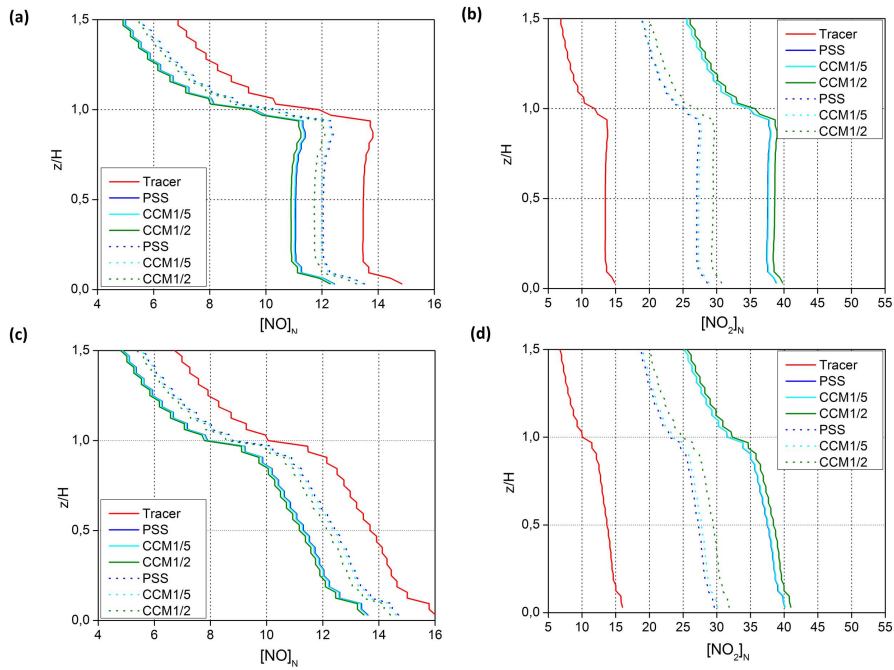 (a)
z/H
1,5
1,0
0,5
0,0
Tracer
PSS
CCM1/5
CCM1/2
PSS
CCM1/5
CCM1/2
4 6 8 10 12 14 16
[NO]N
(b)
z/H
1,5
1,0
0,5
0,0
Tracer
PSS
CCM1/5
CCM1/2
PSS
CCM1/5
CCM1/2
5 10 15 20 25 30 35 40 45 50 55
[NO2]N
(c)
z/H
1,5
1,0
0,5
0,0
Tracer
PSS
CCM1/5
CCM1/2
PSS
CCM1/5
CCM1/2
4 6 8 10 12 14 16
[NO]N
(d)
z/H
1,5
1,0
0,5
0,0
Tracer
PSS
CCM1/5
CCM1/2
PSS
CCM1/5
CCM1/2
5 10 15 20 25 30 35 40 45 50 55
[NO2]N